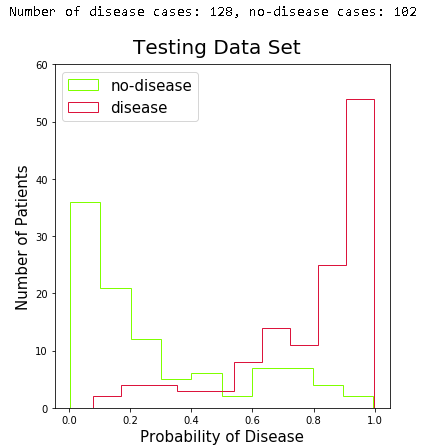 Number of disease cases: 128, no-disease cases: 102
Testing Data Set
no-disease
disease
Number of Patients
60
50
40
30
20
10
0
0.0 0.2 0.4 0.6 0.8 1.0
Probability of Disease